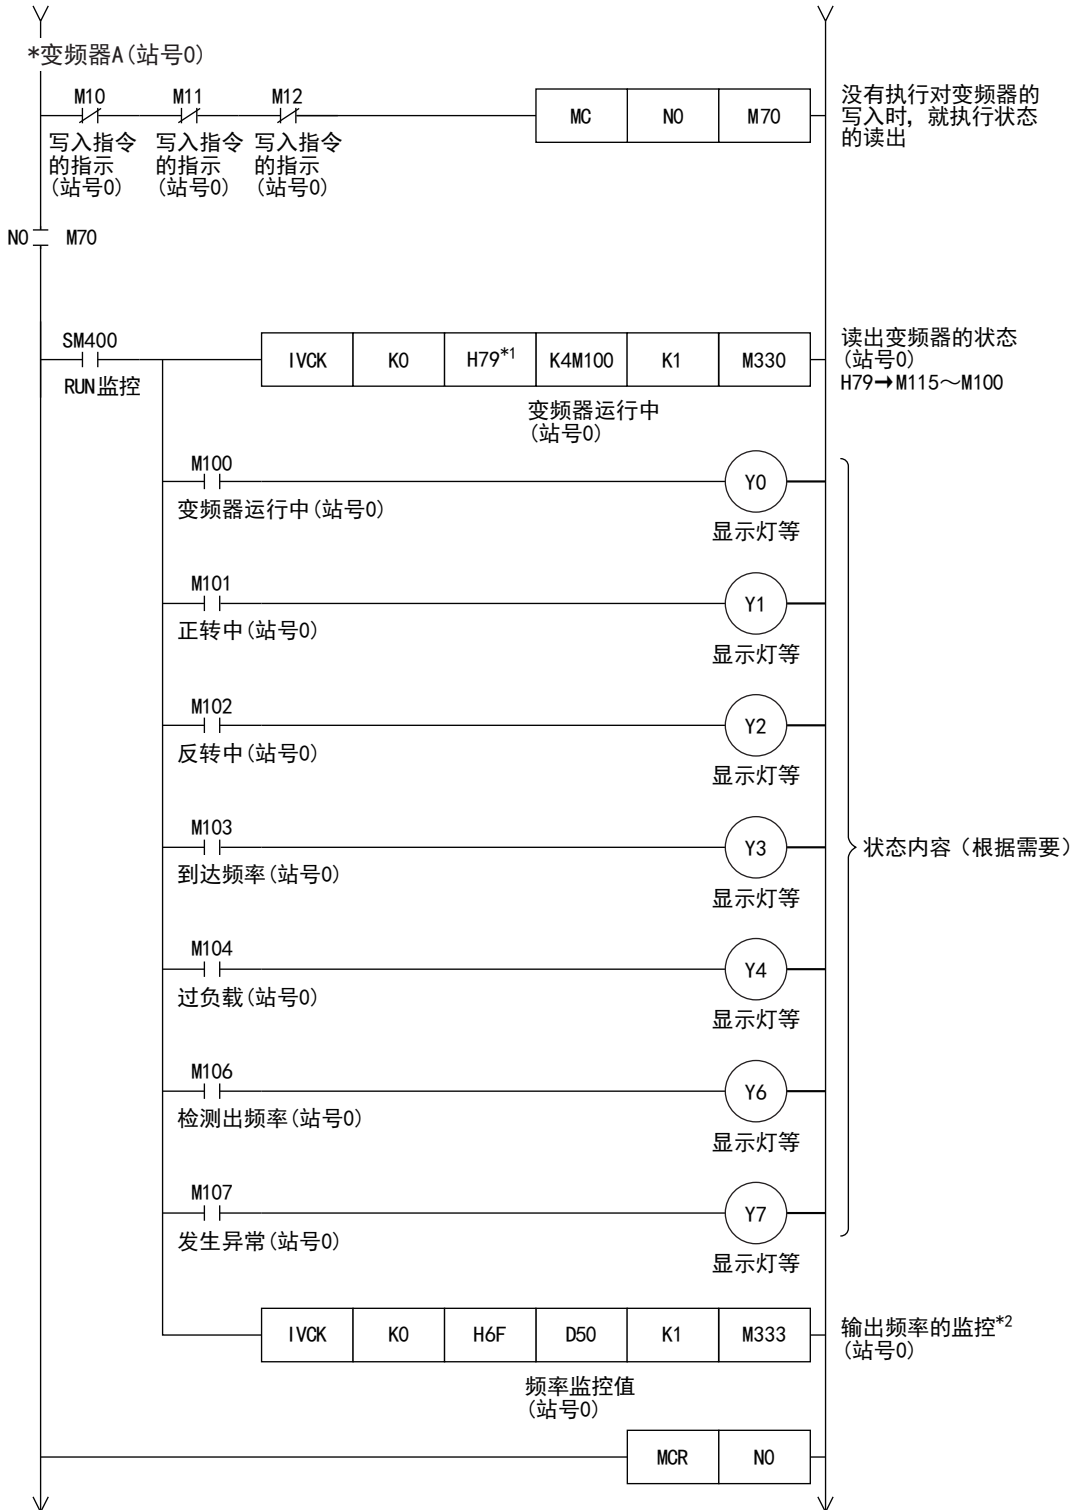 *变频器A(站号0)
M10 M11 M12
MC N0 M70
没有执行对变频器的
写入时，就执行状态
的读出
写入指令 写入指令 写入指令
的指示 的指示 的指示
(站号0) (站号0) (站号0)
N0 M70
SM400
RUN监控
IVCK K0 H79*1 K4M100 K1 M330
读出变频器的状态
(站号0)
H79→M115～M100
变频器运行中
(站号0)
M100
Y0
变频器运行中(站号0)
显示灯等
M101
Y1
正转中(站号0)
显示灯等
M102
Y2
反转中(站号0)
显示灯等
M103
Y3
到达频率(站号0)
显示灯等
状态内容（根据需要）
M104
Y4
过负载(站号0)
显示灯等
M106
Y6
检测出频率(站号0)
显示灯等
M107
Y7
发生异常(站号0)
显示灯等
IVCK K0 H6F D50 K1 M333
输出频率的监控*2
(站号0)
频率监控值
(站号0)
MCR N0